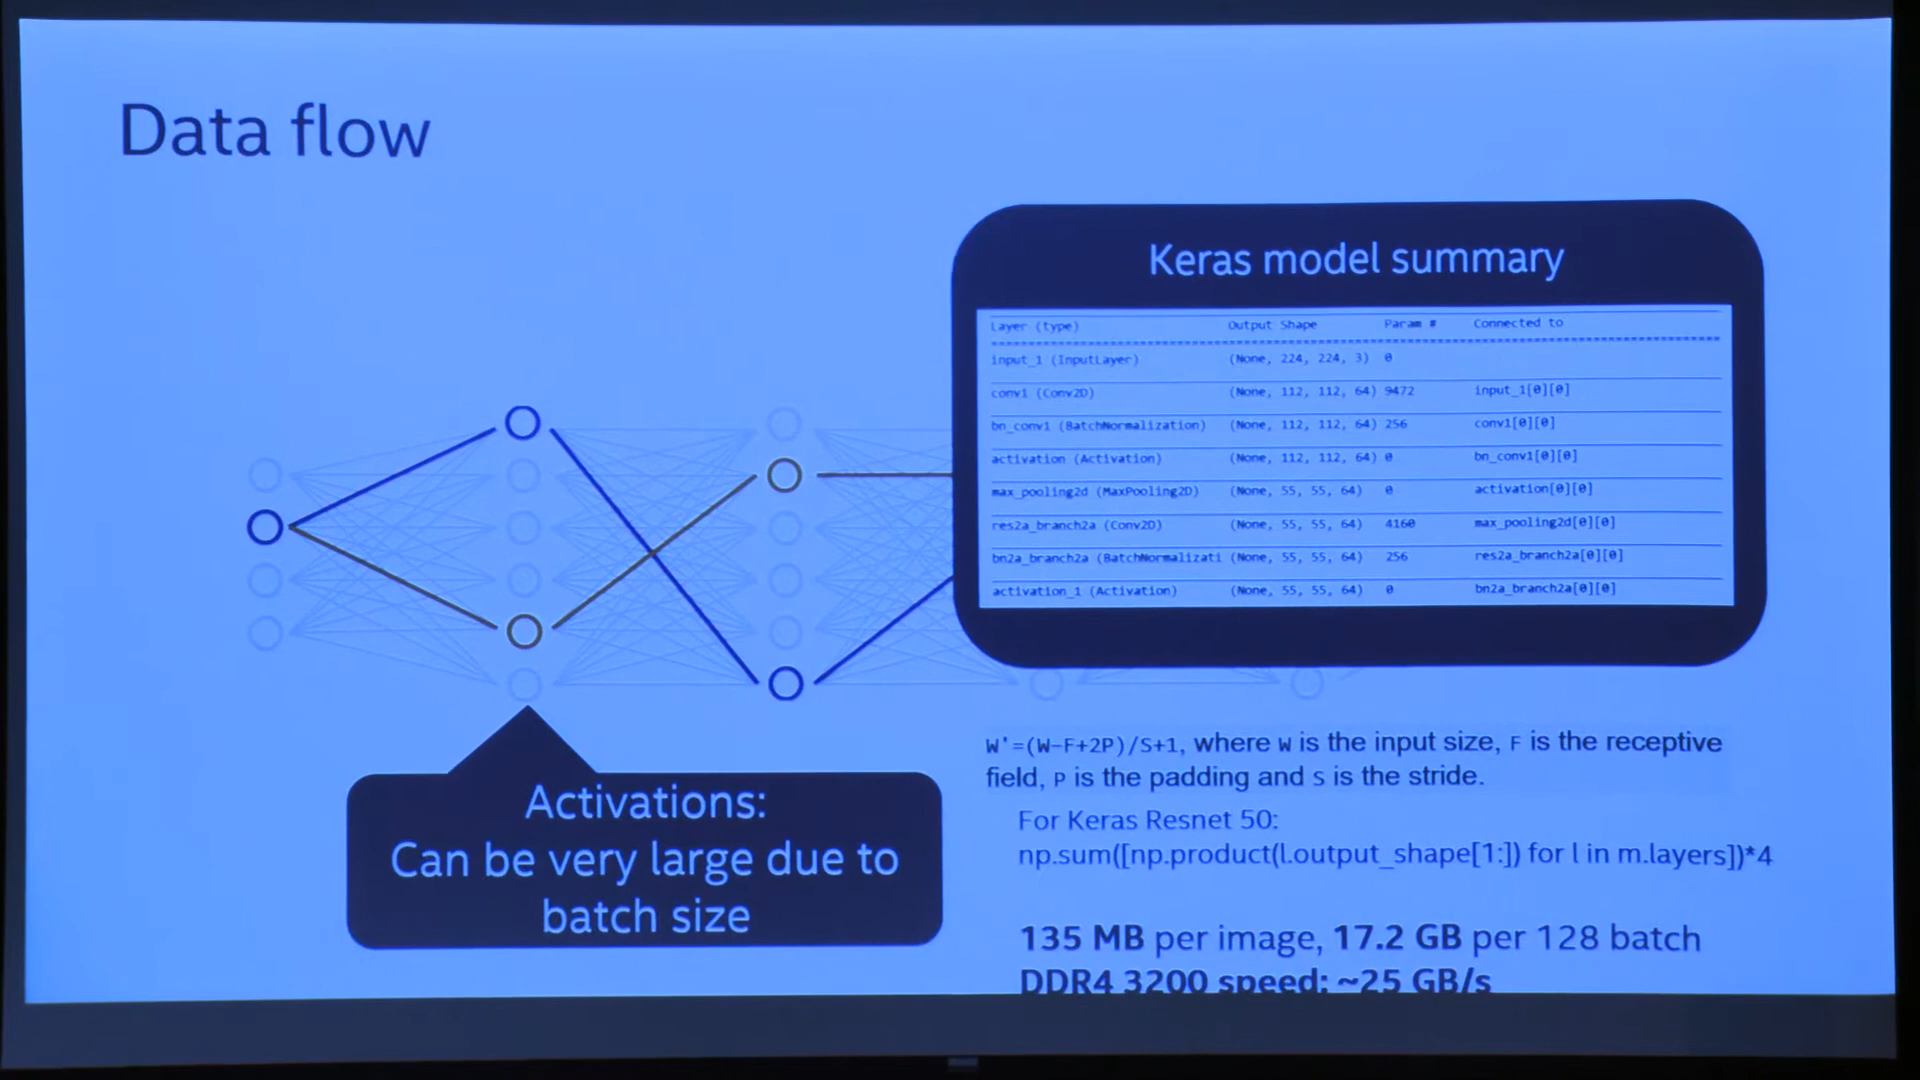 Data flow
Keras model summary
Layer (type) Output Shape Param # Connected to
input_1 (InputLayer) (None, 224, 224, 3) 0
conv1 (Conv2D) (None, 112, 112, 64) 9472 input_1[0][0]
bn_conv1 (BatchNormalization) (None, 112, 112, 64) 256 conv1[0][0]
activation (Activation) (None, 112, 112, 64) 0 bn_conv1[0][0]
max_pooling2d (MaxPooling2D) (None, 55, 55, 64) 0 activation[0][0]
res2a_branch2a (Conv2D) (None, 55, 55, 64) 4160 max_pooling2d[0][0]
bn2a_branch2a (BatchNormalizati (None, 55, 55, 64) 256 res2a_branch2a[0][0]
activation_1 (Activation) (None, 55, 55, 64) 0 bn2a_branch2a[0][0]
Activations:
Can be very large due to
batch size
W'=(W-F+2P)/S+1, where W is the input size, F is the receptive
field, P is the padding and S is the stride.
For Keras Resnet 50:
np.sum([np.product(l.output_shape[1:]) for l in m.layers])*4
135 MB per image, 17.2 GB per 128 batch
DDR4 3200 speed: ~25 GB/s